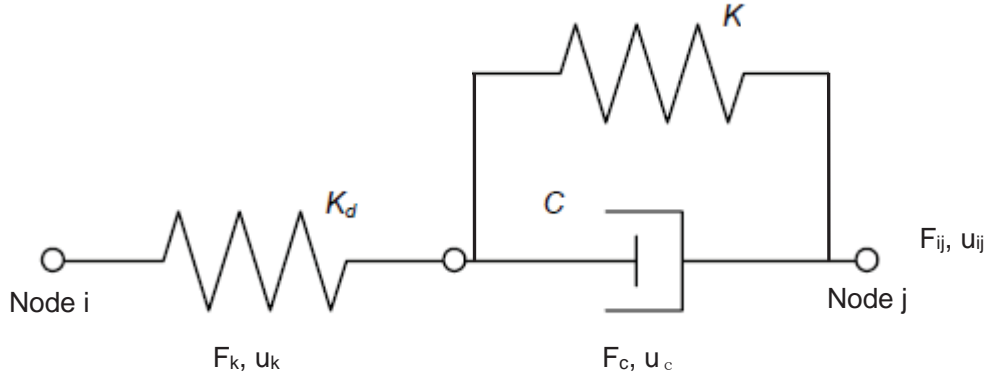 K
K_d
C
F_ij, u_ij
Node i
Node j
F_k, u_k
F_c, u_c